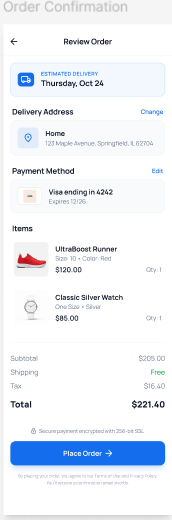 Order Confirmation
Review Order
ESTIMATED DELIVERY
Thursday, Oct 24
Delivery Address
Change
Home
123 Maple Avenue, Springfield, IL 62704
Payment Method
Edit
Visa ending in 4242
Expires 12/26
Items
UltraBoost Runner
Size: 10 • Color: Red
$120.00
Qty: 1
Classic Silver Watch
One Size • Silver
$85.00
Qty: 1
Subtotal
$205.00
Shipping
Free
Tax
$16.40
Total
$221.40
Secure payment encrypted with 256-bit SSL
Place Order
By placing your order, you agree to our Terms of Use and Privacy Policy.
You'll receive a confirmation email shortly.